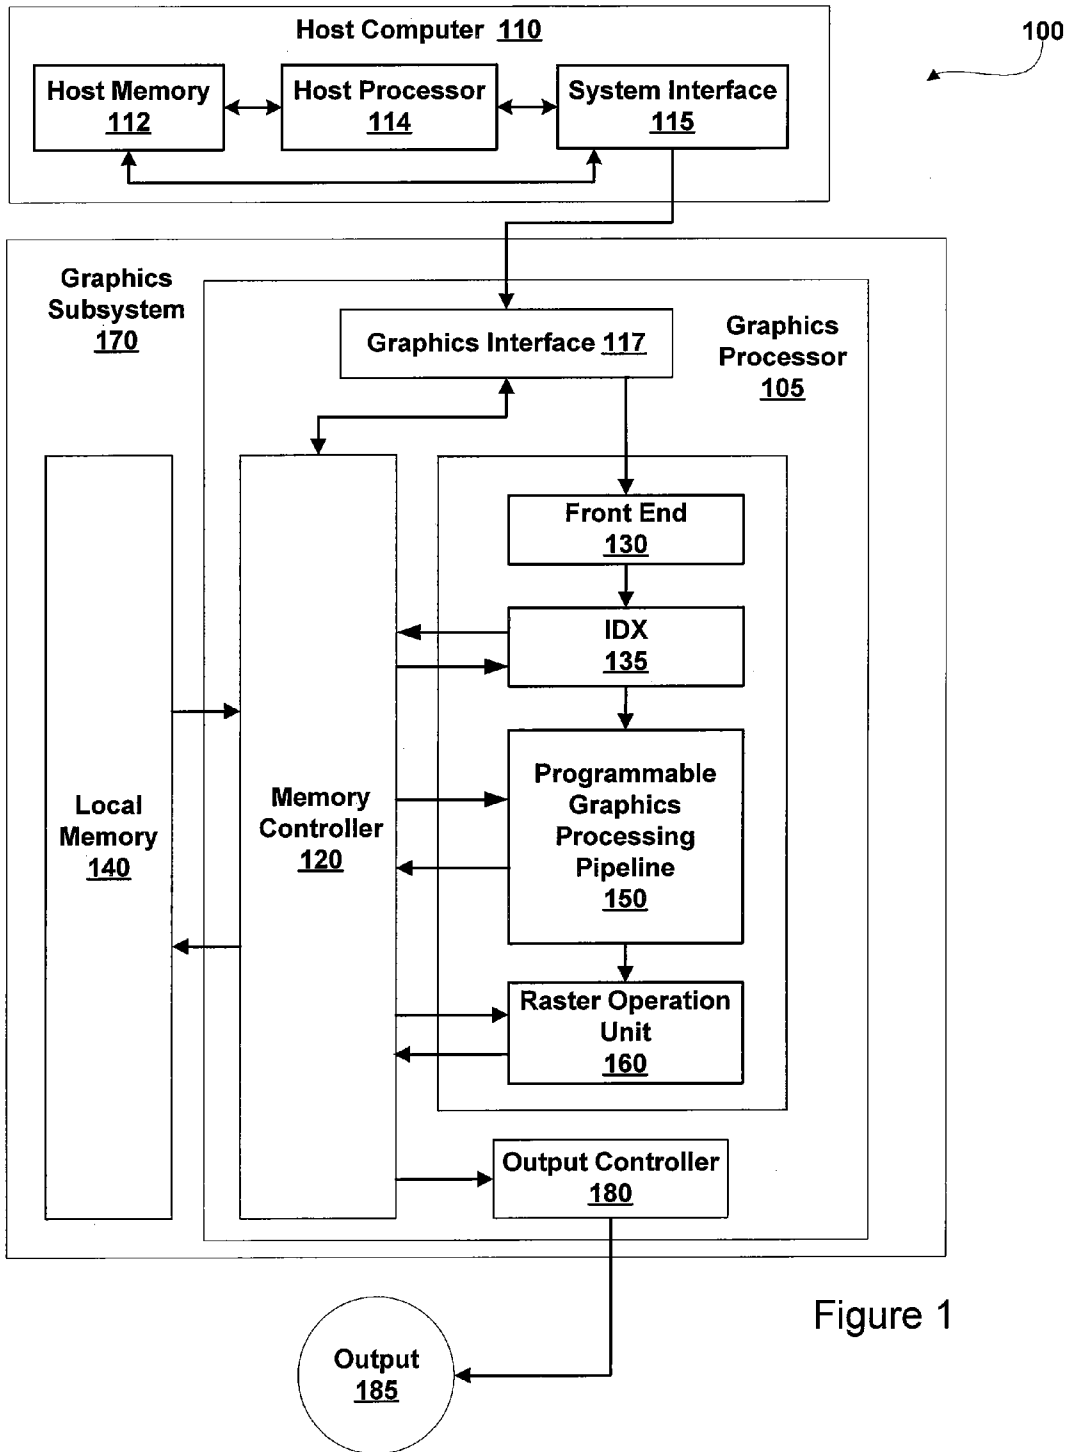 Host Computer 110
100
Host Memory
112
Host Processor
114
System Interface
115
Graphics
Subsystem
170
Graphics Interface 117
Graphics
Processor
105
Front End
130
IDX
135
Local
Memory
140
Memory
Controller
120
Programmable
Graphics
Processing
Pipeline
150
Raster Operation
Unit
160
Output Controller
180
Figure 1
Output
185